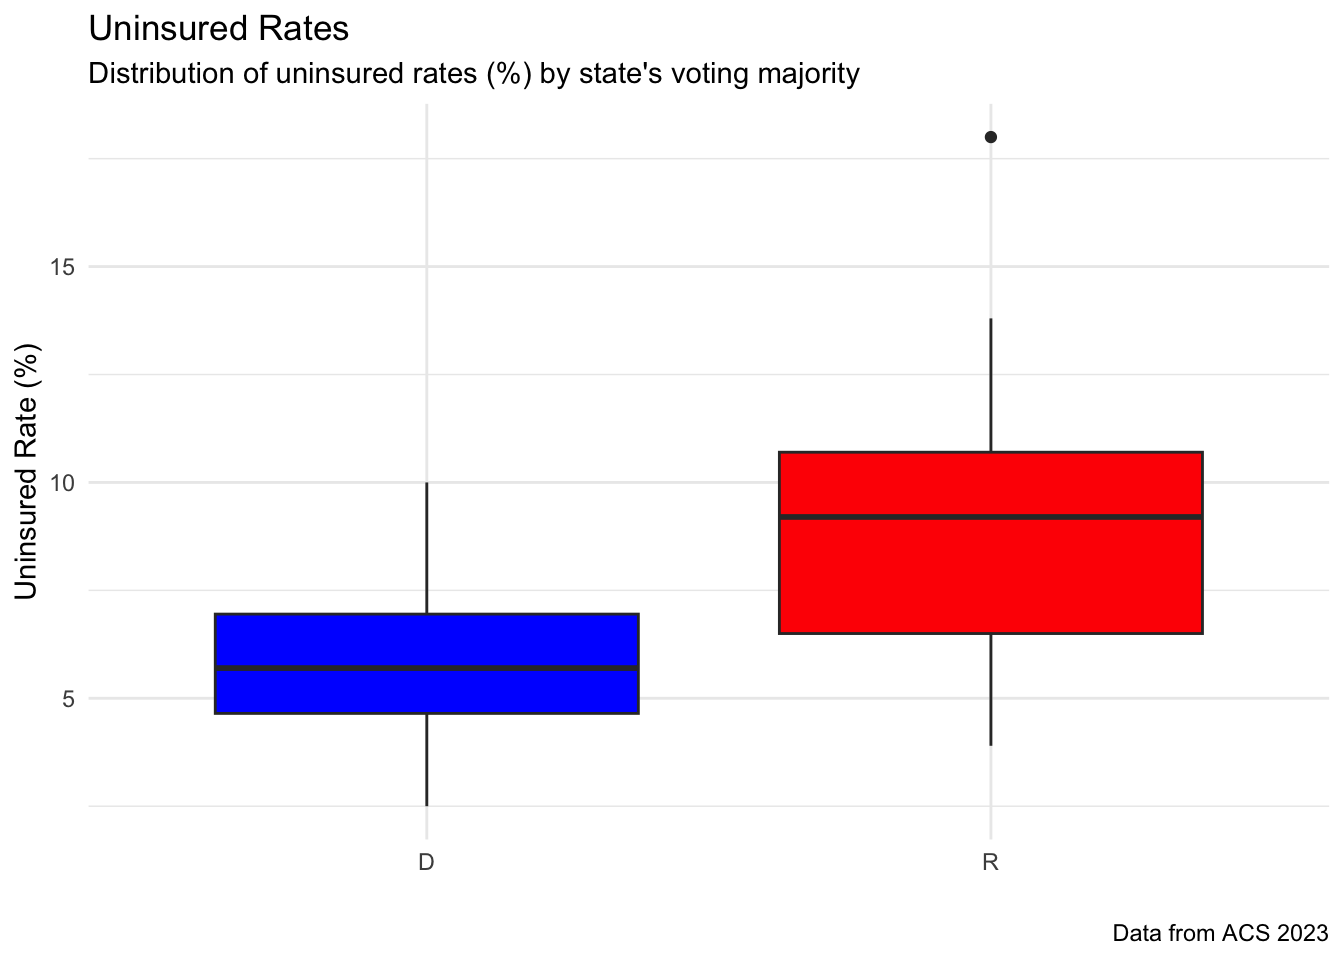 Uninsured Rates
Distribution of uninsured rates (%) by state's voting majority
Uninsured Rate (%)
15
10
5
D
R
Data from ACS 2023